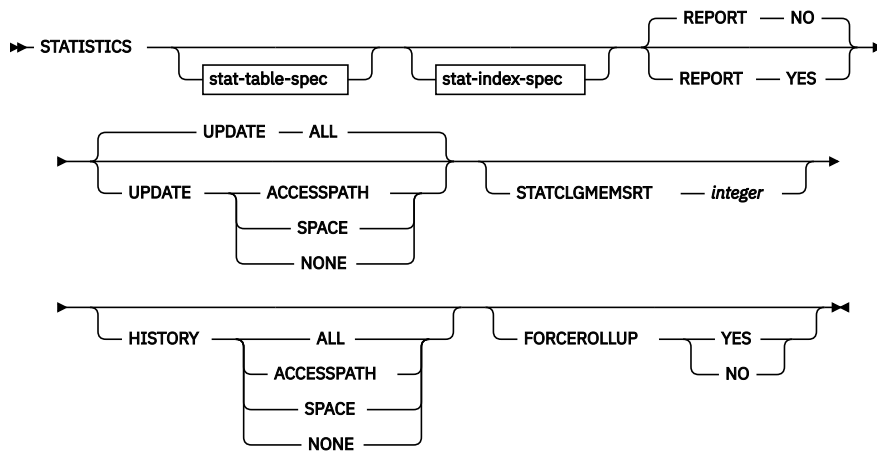 REPORT NO
STATISTICS
stat-table-spec stat-index-spec REPORT YES
UPDATE ALL
UPDATE ACCESSPATH STATCLGMEMSRT integer
SPACE
NONE
HISTORY ALL FORCEROLLUP YES
ACCESSPATH NO
SPACE
NONE